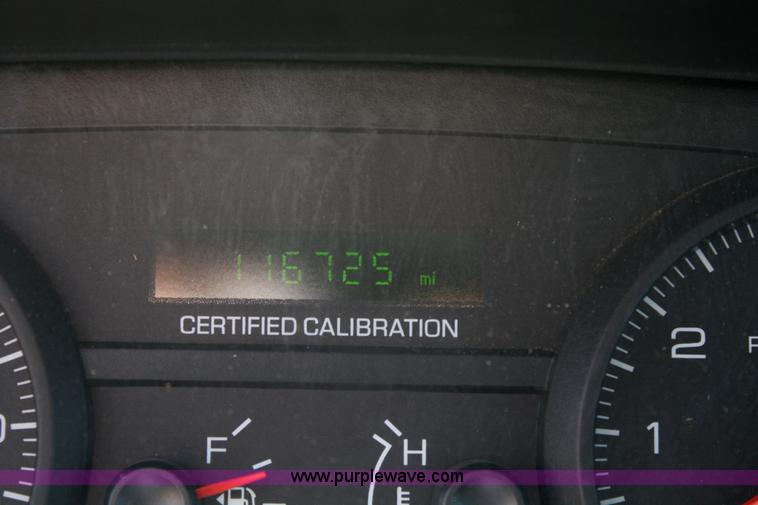 116725 mi
CERTIFIED CALIBRATION
2
1
F
H
www.purplewave.com